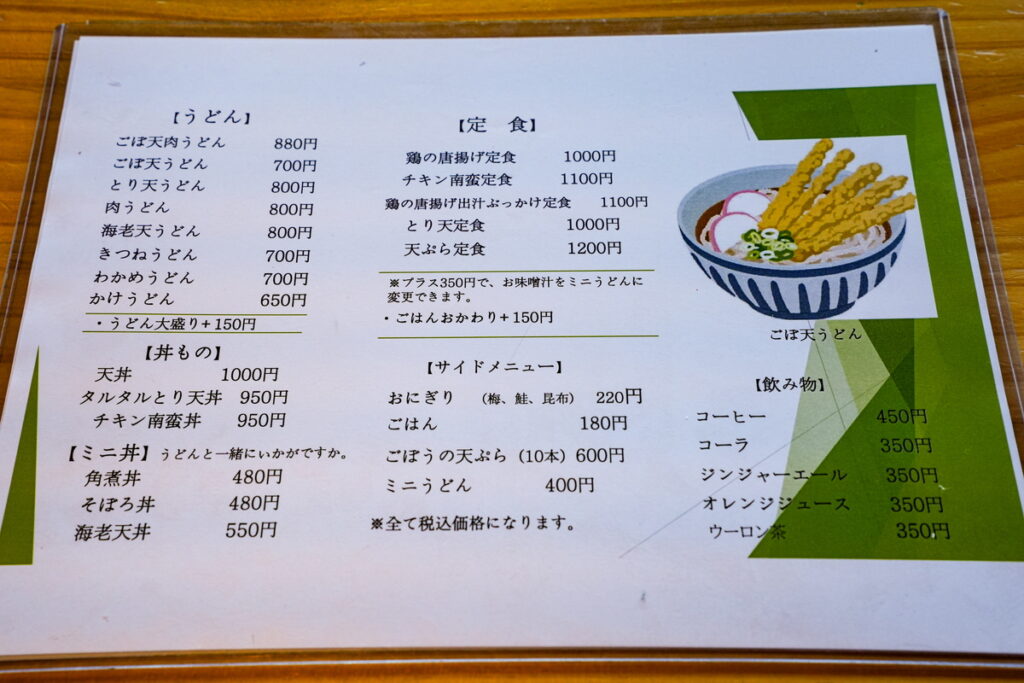 【うどん】
ごぼ天肉うどん 880円
ごぼ天うどん 700円
とり天うどん 800円
肉うどん 800円
海老天うどん 800円
きつねうどん 700円
わかめうどん 700円
かけうどん 650円
・うどん大盛り+150円
【丼もの】
天丼 1000円
タルタルとり天丼 950円
チキン南蛮丼 950円
【ミニ丼】うどんと一緒にいかがですか。
角煮丼 480円
そぼろ丼 480円
海老天丼 550円
【定 食】
鶏の唐揚げ定食 1000円
チキン南蛮定食 1100円
鶏の唐揚げ出汁ぶっかけ定食 1100円
とり天定食 1000円
天ぷら定食 1200円
※プラス350円で、お味噌汁をミニうどんに
変更できます。
・ごはんおかわり+150円
【サイドメニュー】
おにぎり （梅、鮭、昆布） 220円
ごはん 180円
ごぼうの天ぷら（10本）600円
ミニうどん 400円
※全て税込価格になります。
ごぼ天うどん
【飲み物】
コーヒー 450円
コーラ 350円
ジンジャーエール 350円
オレンジジュース 350円
ウーロン茶 350円